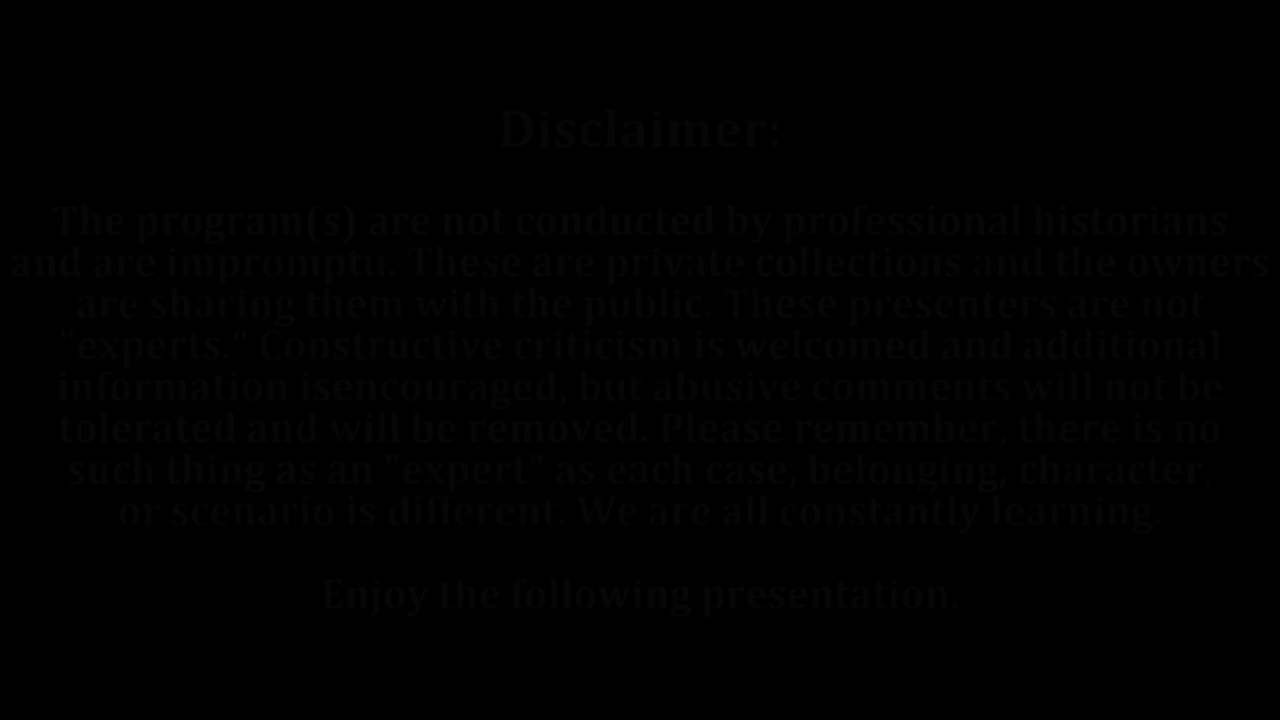 Disclaimer:
The program(s) are not conducted by professional historians
and are impromptu. These are private collections and the owners
are sharing them with the public. These presenters are not
"experts." Constructive criticism is welcomed and additional
information isencouraged, but abusive comments will not be
tolerated and will be removed. Please remember, there is no
such thing as an "expert" as each case, belonging, character,
or scenario is different. We are all constantly learning.
Enjoy the following presentation.